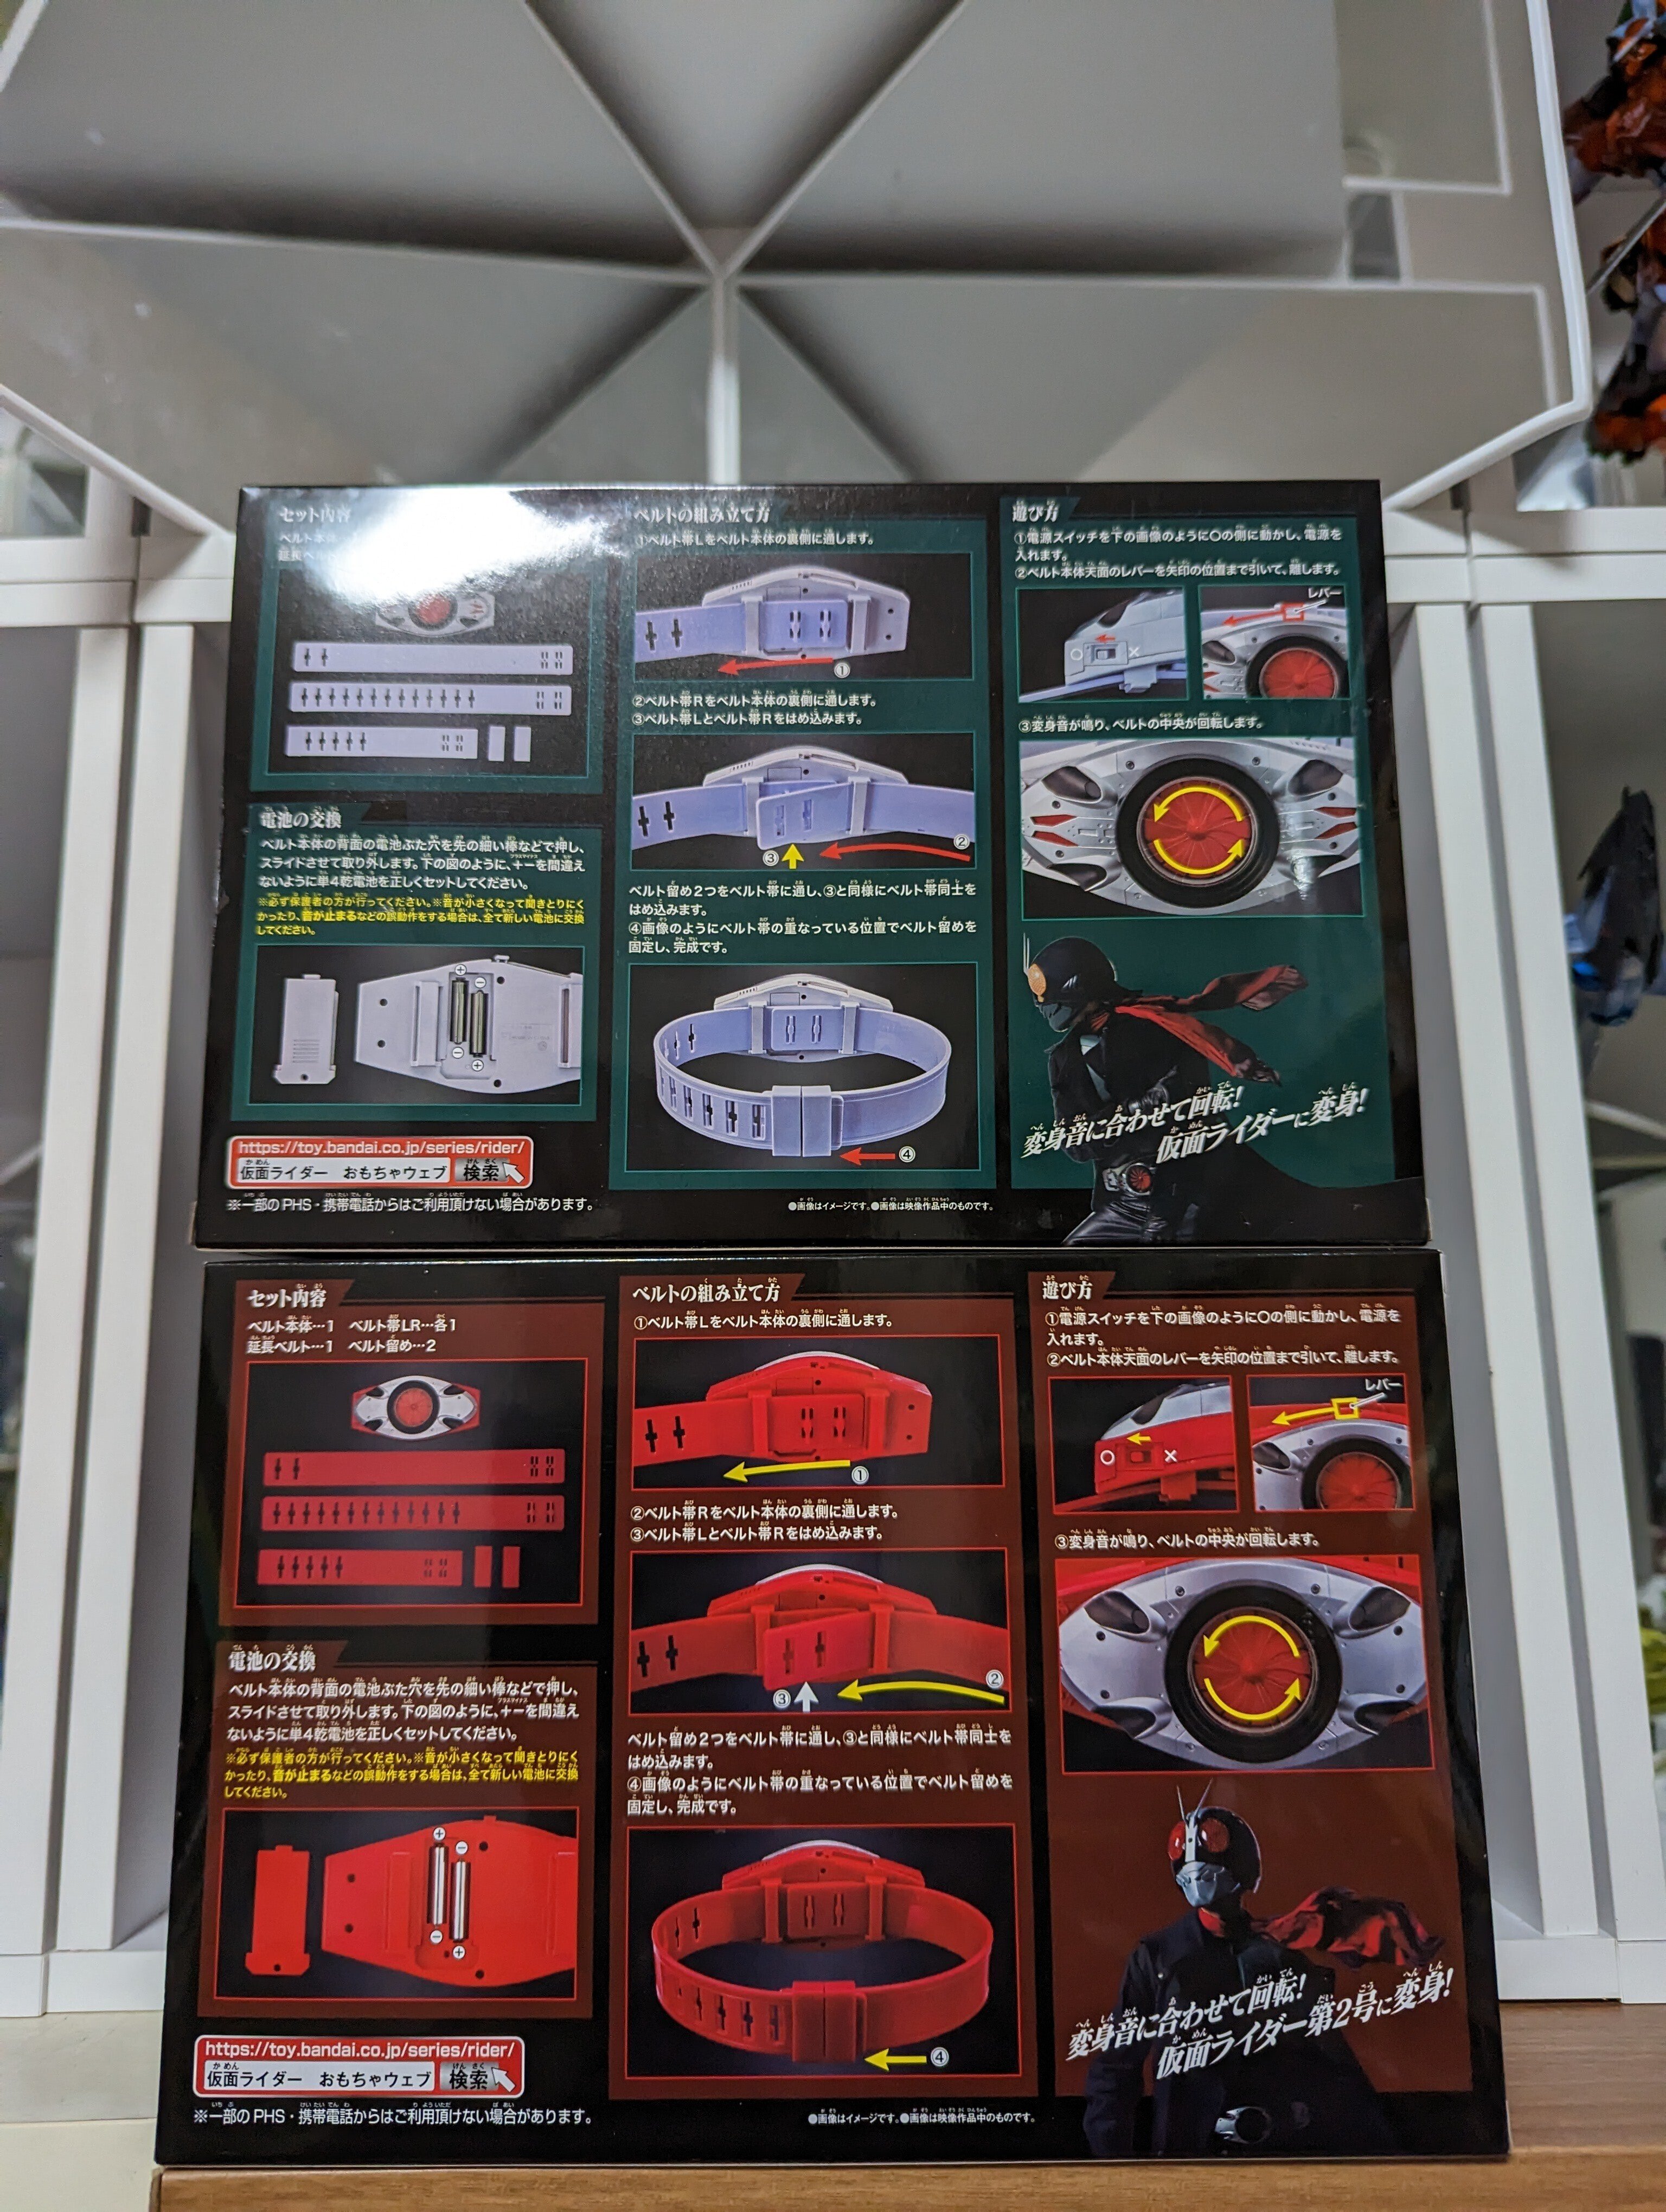 セット内容
ベルト本体
延長ベル
電池の交換
ベルト本体の背面の電池ぶた穴を先の細い棒などで押し、
スライドさせて取り外します。下の図のように、+−を間違え
ないように単4乾電池を正しくセットしてください。
※必ず保護者の方が行ってください。※音が小さくなって聞きとりにく
かったり、音が止まるなどの誤動作をする場合は、全て新しい電池に交換
してください。
https://toy.bandai.co.jp/series/rider/
仮面ライダー おもちゃウェブ 検索
※一部のPHS・携帯電話からはご利用頂けない場合があります。
ベルトの組み立て方
①ベルト帯Lをベルト本体の裏側に通します。
①
②ベルト帯Rをベルト本体の裏側に通します。
③ベルト帯Lとベルト帯Rをはめ込みます。
②
③
ベルト留め2つをベルト帯に通し、③と同様にベルト帯同士を
はめ込みます。
④画像のようにベルト帯の重なっている位置でベルト留めを
固定し、完成です。
④
●画像はイメージです。●画像は映像作品中のものです。
遊び方
①電源スイッチを下の画像のように○の側に動かし、電源を
入れます。
②ベルト本体天面のレバーを矢印の位置まで引いて、離します。
レバー
③変身音が鳴り、ベルトの中央が回転します。
変身音に合わせて回転!
仮面ライダーに変身!
セット内容
ベルト本体…1 ベルト帯LR…各1
延長ベルト…1 ベルト留め…2
電池の交換
ベルト本体の背面の電池ぶた穴を先の細い棒などで押し、
スライドさせて取り外します。下の図のように、+−を間違え
ないように単4乾電池を正しくセットしてください。
※必ず保護者の方が行ってください。※音が小さくなって聞きとりにく
かったり、音が止まるなどの誤動作をする場合は、全て新しい電池に交換
してください。
https://toy.bandai.co.jp/series/rider/
仮面ライダー おもちゃウェブ 検索
※一部のPHS・携帯電話からはご利用頂けない場合があります。
ベルトの組み立て方
①ベルト帯Lをベルト本体の裏側に通します。
①
②ベルト帯Rをベルト本体の裏側に通します。
③ベルト帯Lとベルト帯Rをはめ込みます。
②
③
ベルト留め2つをベルト帯に通し、③と同様にベルト帯同士を
はめ込みます。
④画像のようにベルト帯の重なっている位置でベルト留めを
固定し、完成です。
④
●画像はイメージです。●画像は映像作品中のものです。
遊び方
①電源スイッチを下の画像のように○の側に動かし、電源を
入れます。
②ベルト本体天面のレバーを矢印の位置まで引いて、離します。
レバー
③変身音が鳴り、ベルトの中央が回転します。
変身音に合わせて回転!
仮面ライダー第2号に変身!